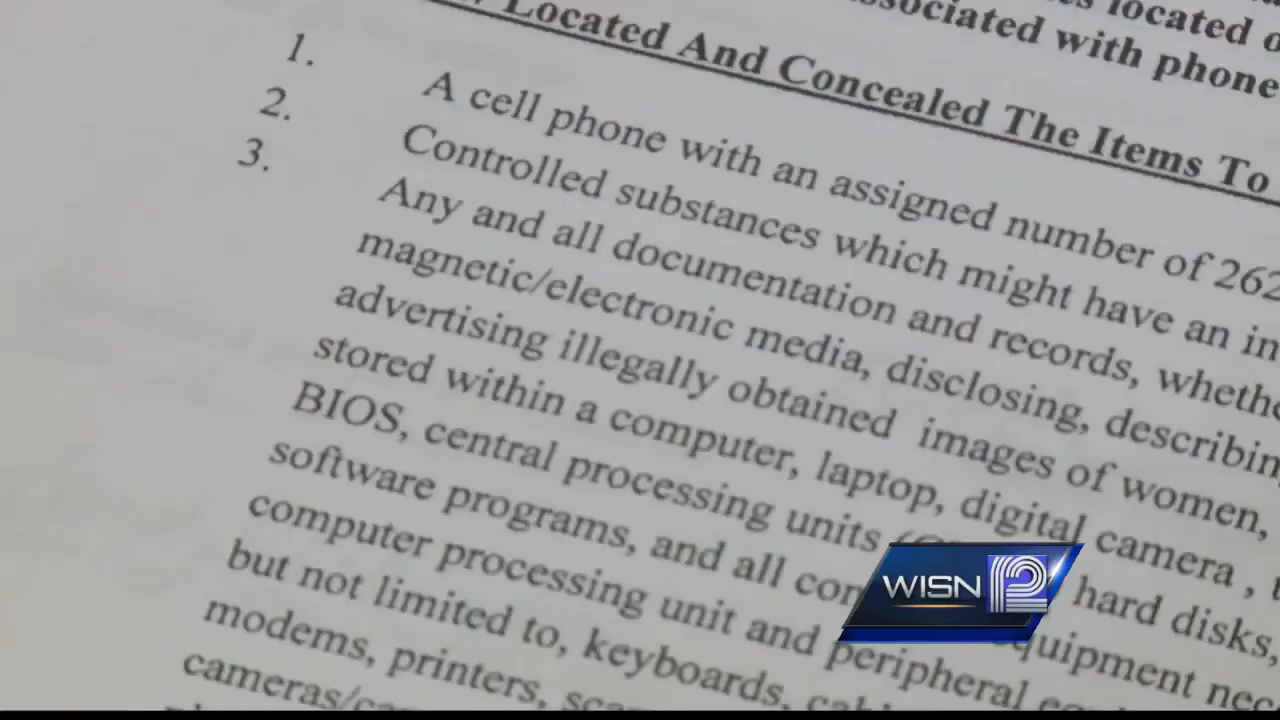 located
associated with phone
Located And Concealed The Items To
1. A cell phone with an assigned number of 262
2. Controlled substances which might have an in
3. Any and all documentation and records, whethe
magnetic/electronic media, disclosing, describin
advertising illegally obtained images of women,
stored within a computer, laptop, digital camera ,
BIOS, central processing units hard disks,
software programs, and all con equipment nec
computer processing unit and peripheral
but not limited to, keyboards,
modems, printers,
cameras/
WISN 12